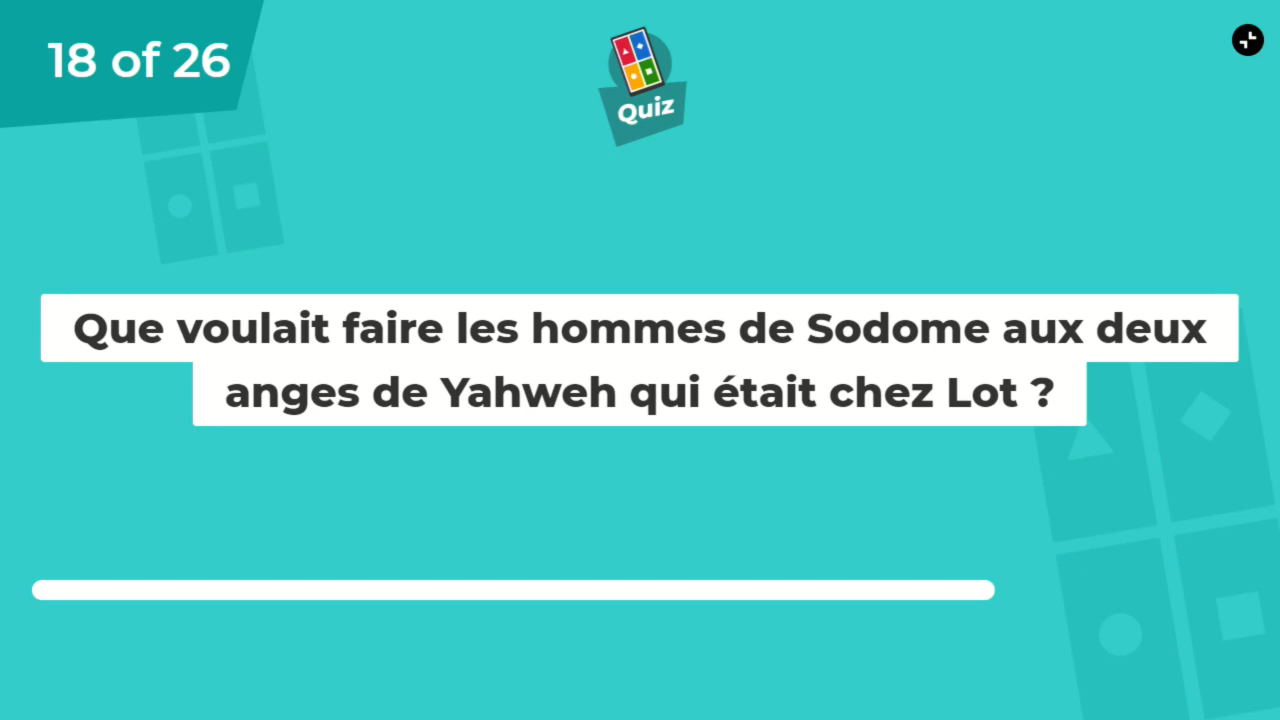 18 of 26
Quiz
Que voulait faire les hommes de Sodome aux deux
anges de Yahweh qui était chez Lot ?